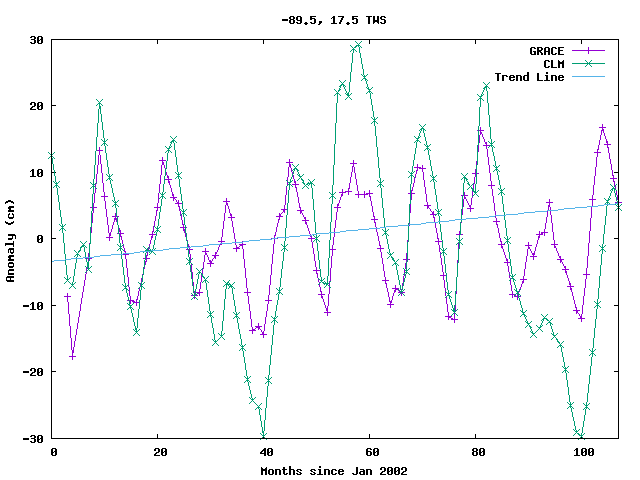 -89.5, 17.5 TWS
GRACE
CLM
Trend Line
30
20
10
0
-10
-20
-30
Anomaly (cm)
0 20 40 60 80 100
Months since Jan 2002